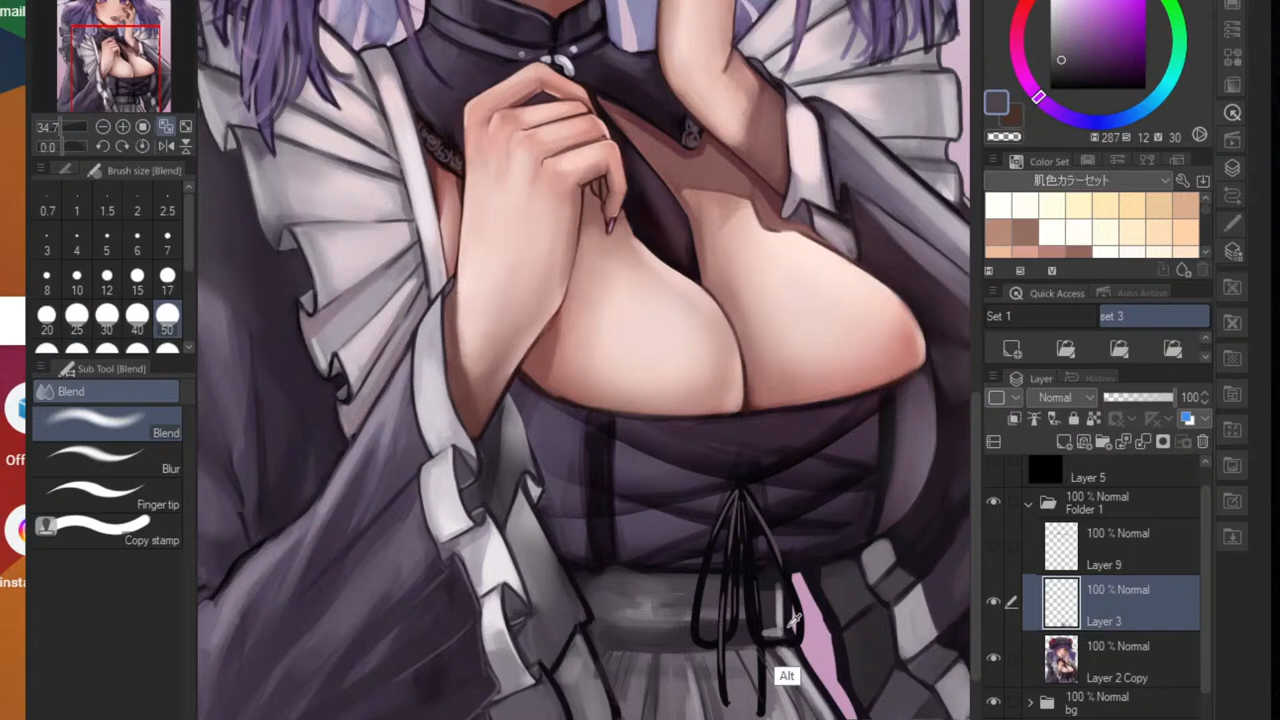 mail
34.7
0.0
Brush size [Blend]
0.7 1 1.5 2 2.5
3 4 5 6 7
8 10 12 15 17
20 25 30 40 50
Sub Tool [Blend]
Blend
Blend
Blur
Finger tip
Copy stamp
Off
insta
Alt
H 287 S 12 V 30
Color Set
肌色カラーセット
Quick Access
Auto Action
Set 1
set 3
Layer
History
Normal
100
Layer 5
100 % Normal
Folder 1
100 % Normal
Layer 9
100 % Normal
Layer 3
100 % Normal
Layer 2 Copy
100 % Normal
bg